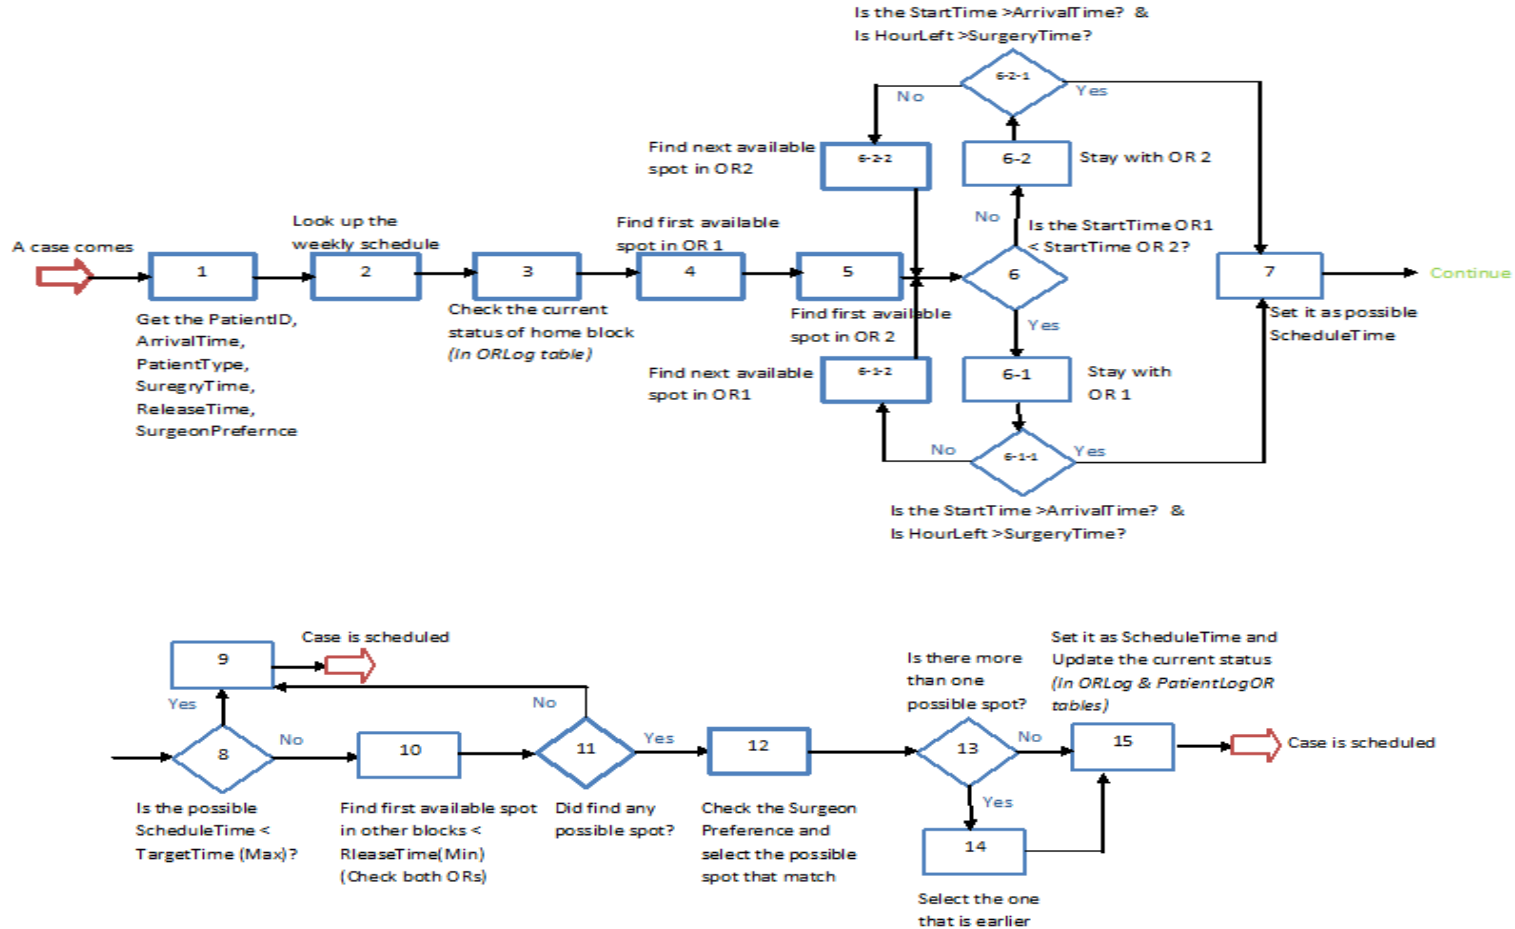 Is the StartTime >ArrivalTime?  &
Is HourLeft >SurgeryTime?
6-2-1
No
Yes
Find next available
spot in OR2
6-2-2
6-2
Stay with OR 2
No
Is the StartTime OR1
< StartTime OR 2?
A case comes
Look up the
weekly schedule
Find first available
spot in OR 1
1
2
3
4
5
6
7
Continue
Get the PatientID,
ArrivalTime,
PatientType,
SuregryTime,
ReleaseTime,
SurgeonPrefernce
Check the current
status of home block
(In ORLog table)
Find first available
spot in OR 2
Yes
Set it as possible
ScheduleTime
Find next available
spot in OR1
6-1-2
6-1
Stay with
OR 1
No
6-1-1
Yes
Is the StartTime >ArrivalTime?  &
Is HourLeft >SurgeryTime?
9
Case is scheduled
Yes
No
8
No
10
11
Yes
12
Is there more
than one
possible spot?
13
No
Set it as ScheduleTime and
Update the current status
(In ORLog & PatientLogOR
tables)
15
Case is scheduled
Is the possible
ScheduleTime <
TargetTime (Max)?
Find first available spot
in other blocks <
RleaseTime(Min)
(Check both ORs)
Did find any
possible spot?
Check the Surgeon
Preference and
select the possible
spot that match
Yes
14
Select the one
that is earlier